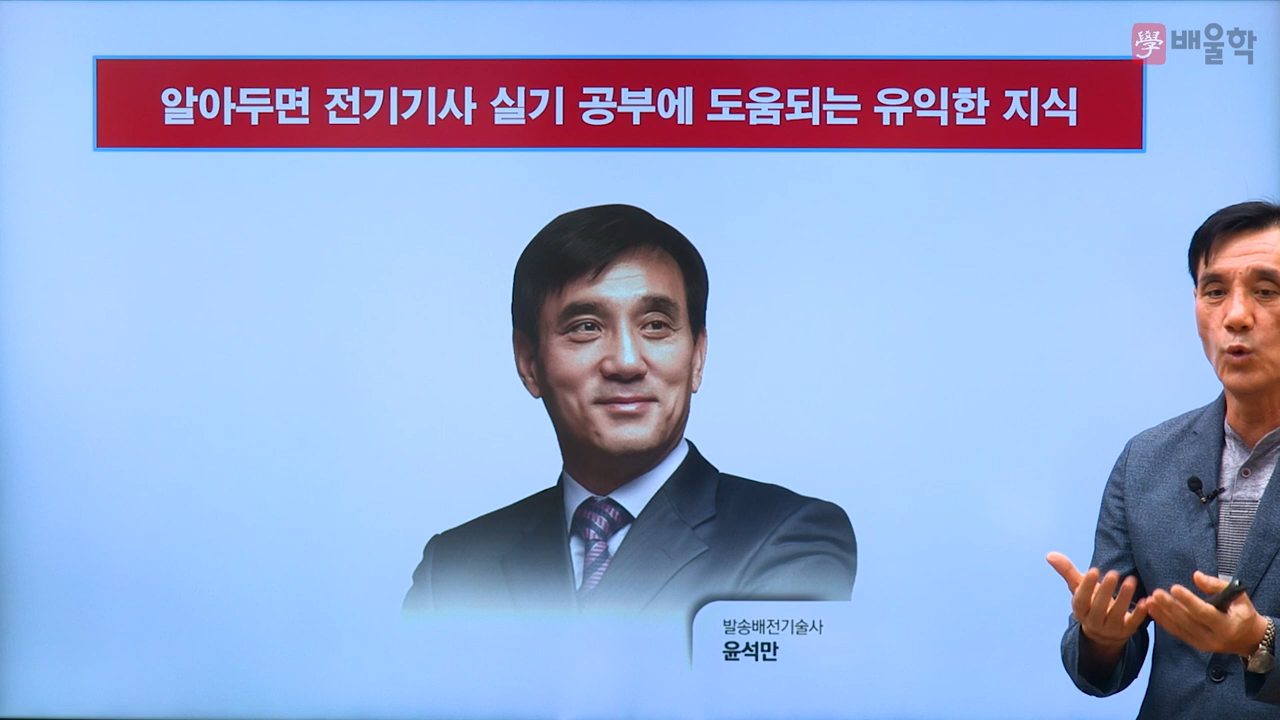 學 배울학
알아두면 전기기사 실기 공부에 도움되는 유익한 지식
발송배전기술사
윤석만